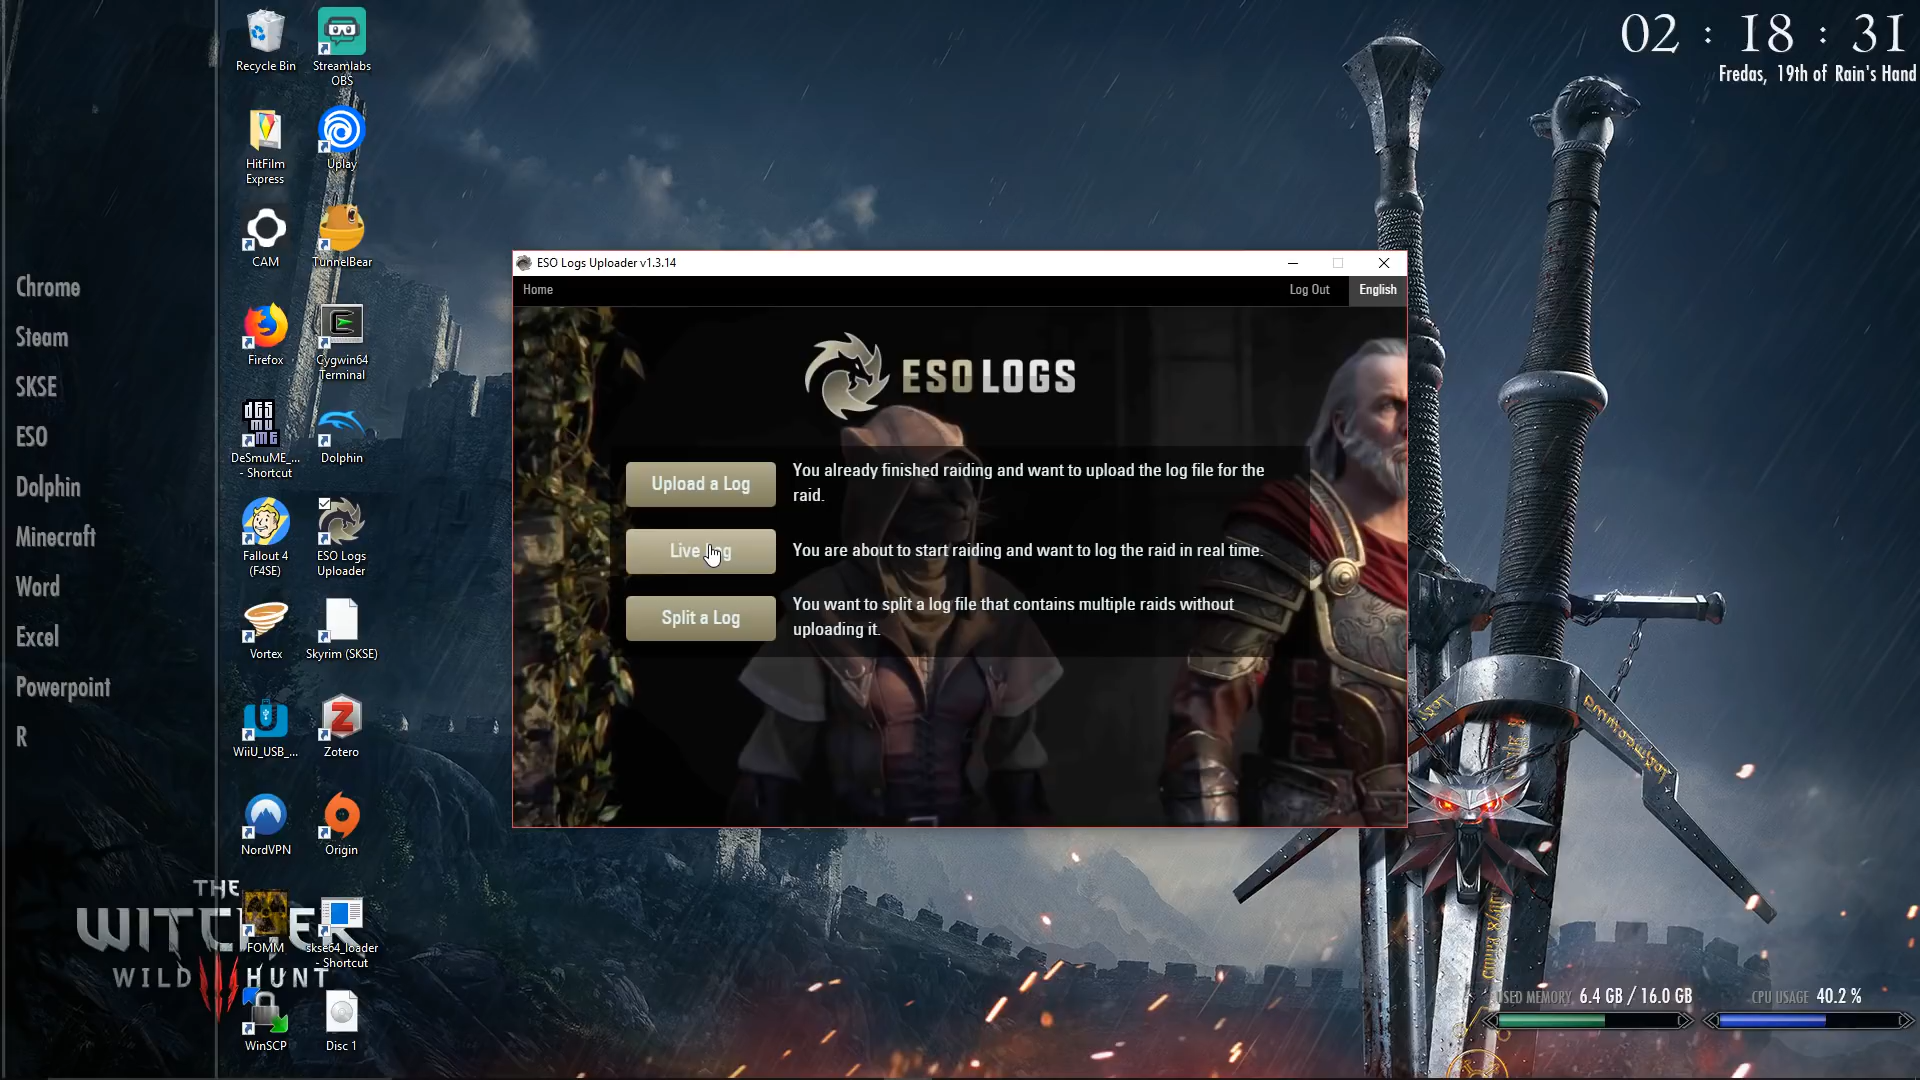 02 : 18 : 31
Fredas, 19th of Rain's Hand
Chrome
Steam
SKSE
ESO
Dolphin
Minecraft
Word
Excel
Powerpoint
R
Recycle Bin
Streamlabs
OBS
HitFilm
Express
Uplay
CAM
TunnelBear
Firefox
Cygwin64
Terminal
DeSmuME_...
- Shortcut
Dolphin
Fallout 4
(F4SE)
ESO Logs
Uploader
Vortex
Skyrim (SKSE)
WiiU_USB_...
Zotero
NordVPN
Origin
FOMM
skse64_loader
- Shortcut
WinSCP
Disc 1
THE
WITCHER
WILD HUNT
ESO Logs Uploader v1.3.14
Home
Log Out
English
ESO LOGS
Upload a Log
You already finished raiding and want to upload the log file for the
raid.
Live Log
You are about to start raiding and want to log the raid in real time.
Split a Log
You want to split a log file that contains multiple raids without
uploading it.
USED MEMORY 6.4 GB / 16.0 GB
CPU USAGE 40.2 %